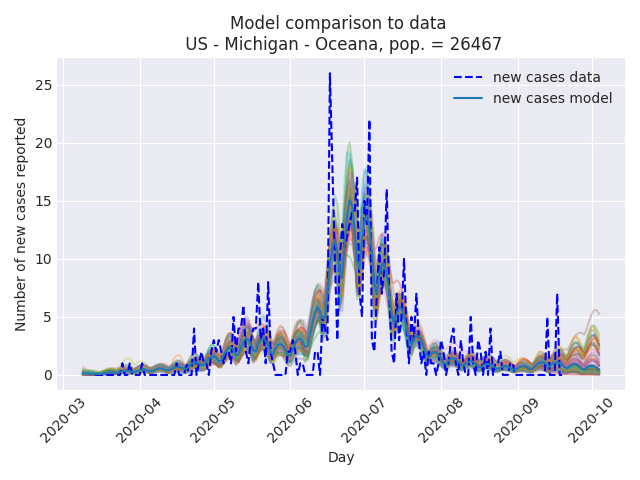 Model comparison to data
US - Michigan - Oceana, pop. = 26467
new cases data
new cases model
Number of new cases reported
25
20
15
10
5
0
2020-03
2020-04
2020-05
2020-06
2020-07
2020-08
2020-09
2020-10
Day